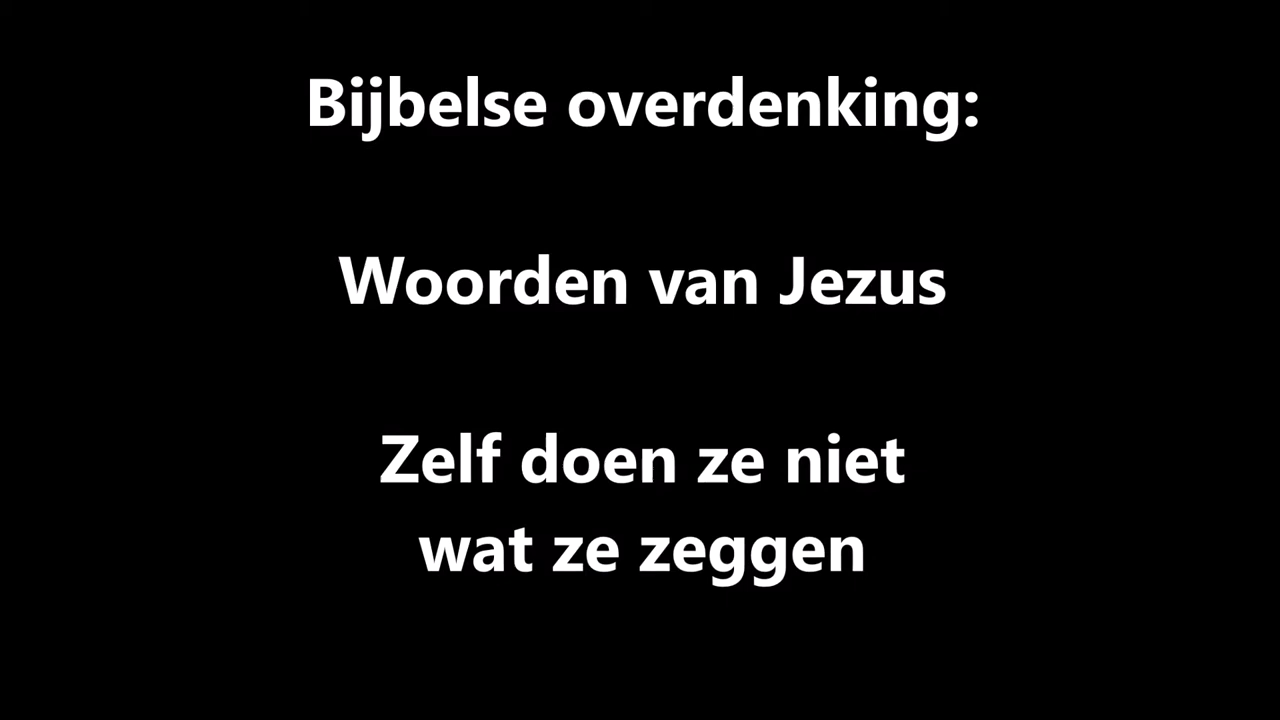 Bijbelse overdenking:
Woorden van Jezus
Zelf doen ze niet
wat ze zeggen